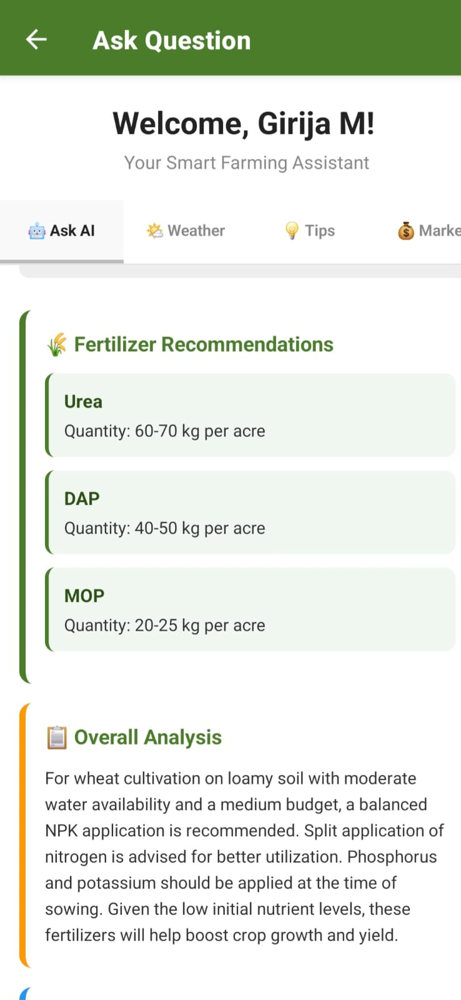 Ask Question
Welcome, Girija M!
Your Smart Farming Assistant
Ask AI
Weather
Tips
Marke
Fertilizer Recommendations
Urea
Quantity: 60-70 kg per acre
DAP
Quantity: 40-50 kg per acre
MOP
Quantity: 20-25 kg per acre
Overall Analysis
For wheat cultivation on loamy soil with moderate
water availability and a medium budget, a balanced
NPK application is recommended. Split application of
nitrogen is advised for better utilization. Phosphorus
and potassium should be applied at the time of
sowing. Given the low initial nutrient levels, these
fertilizers will help boost crop growth and yield.